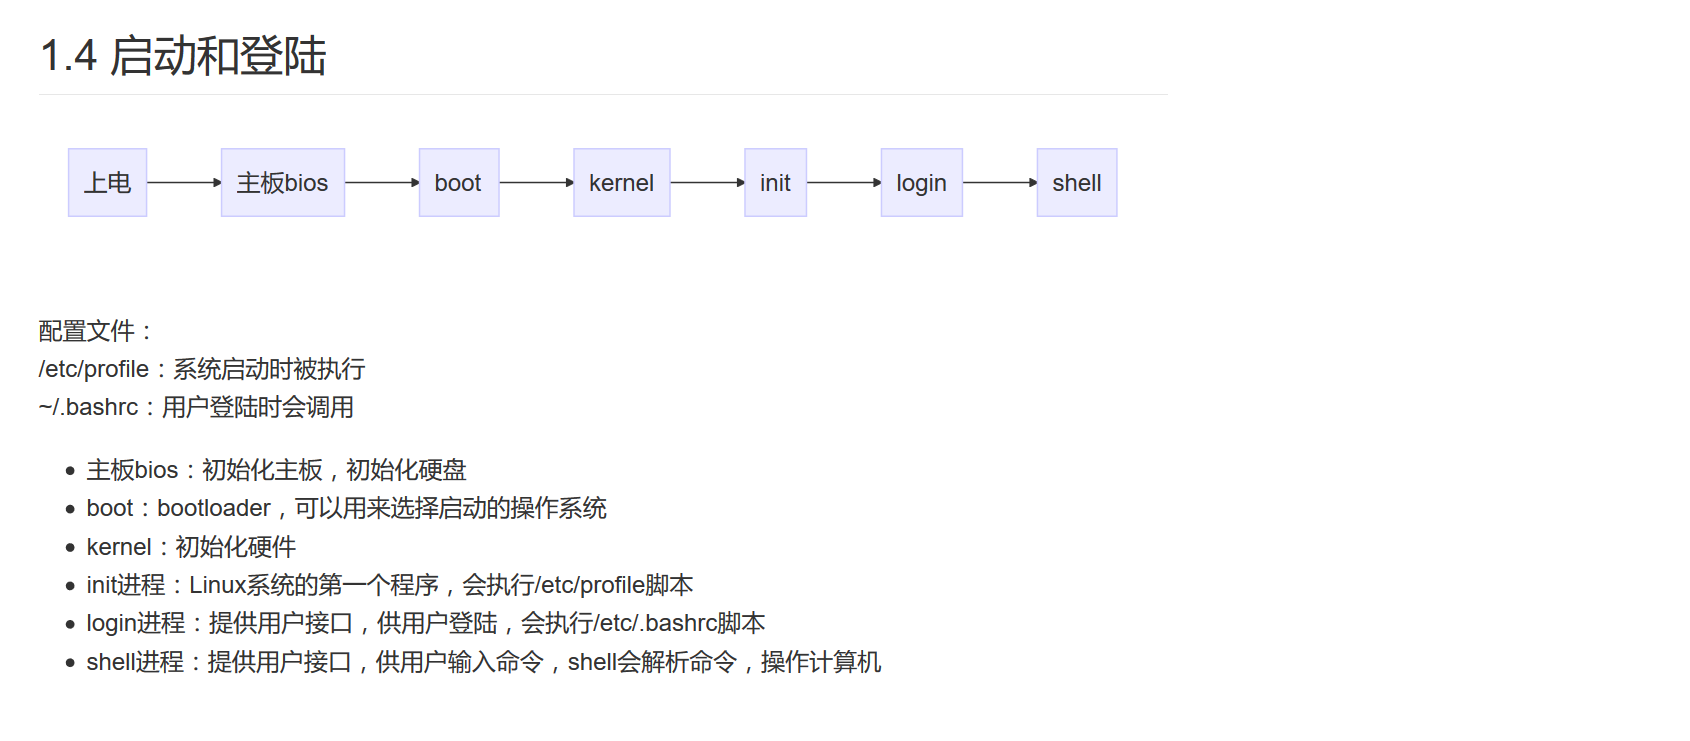 1.4 启动和登陆
上电 主板bios boot kernel init login shell
配置文件：
/etc/profile：系统启动时被执行
~/.bashrc：用户登陆时会调用
主板bios：初始化主板，初始化硬盘
boot：bootloader，可以用来选择启动的操作系统
kernel：初始化硬件
init进程：Linux系统的第一个程序，会执行/etc/profile脚本
login进程：提供用户接口，供用户登陆，会执行/etc/.bashrc脚本
shell进程：提供用户接口，供用户输入命令，shell会解析命令，操作计算机